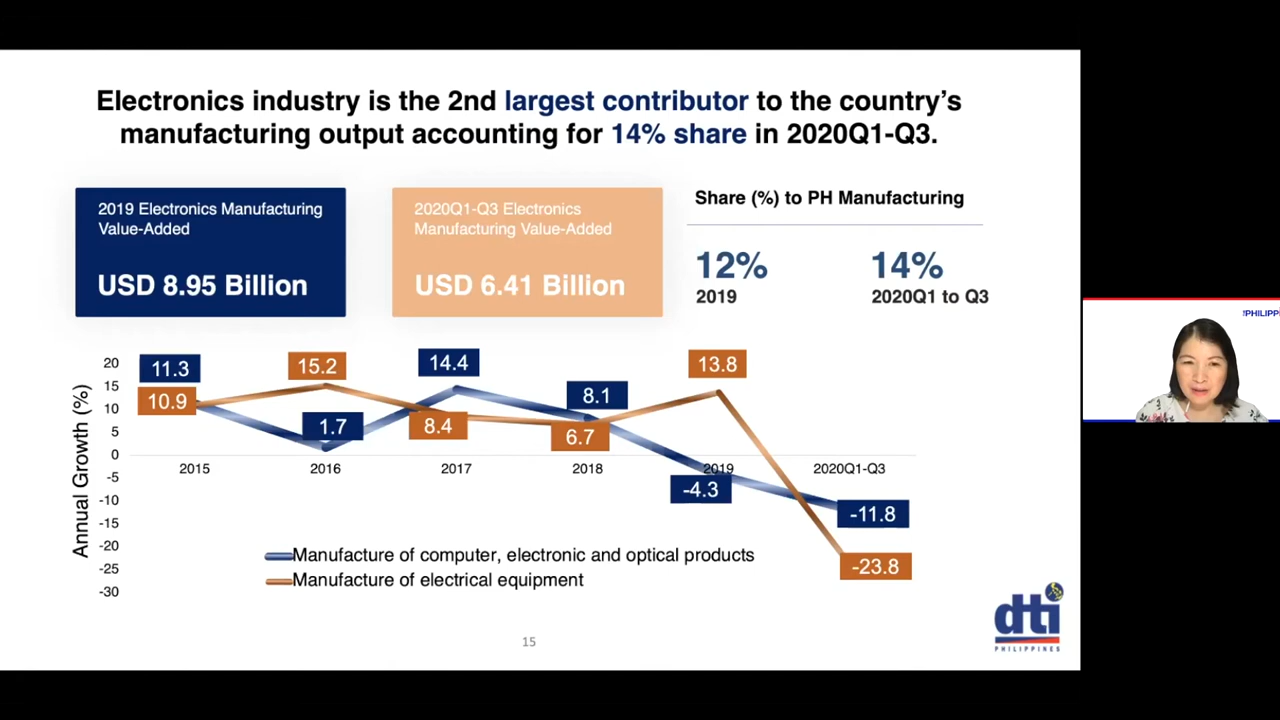 Electronics industry is the 2nd largest contributor to the country's
manufacturing output accounting for 14% share in 2020Q1-Q3.
2019 Electronics Manufacturing
Value-Added
USD 8.95 Billion
2020Q1-Q3 Electronics
Manufacturing Value-Added
USD 6.41 Billion
Share (%) to PH Manufacturing
12%
2019
14%
2020Q1 to Q3
Annual Growth (%)
20
15
10
5
0
-5
-10
-15
-20
-25
-30
11.3
10.9
15.2
1.7
14.4
8.4
8.1
6.7
13.8
-4.3
-11.8
-23.8
2015
2016
2017
2018
2019
2020Q1-Q3
Manufacture of computer, electronic and optical products
Manufacture of electrical equipment
15
dti
PHILIPPINES